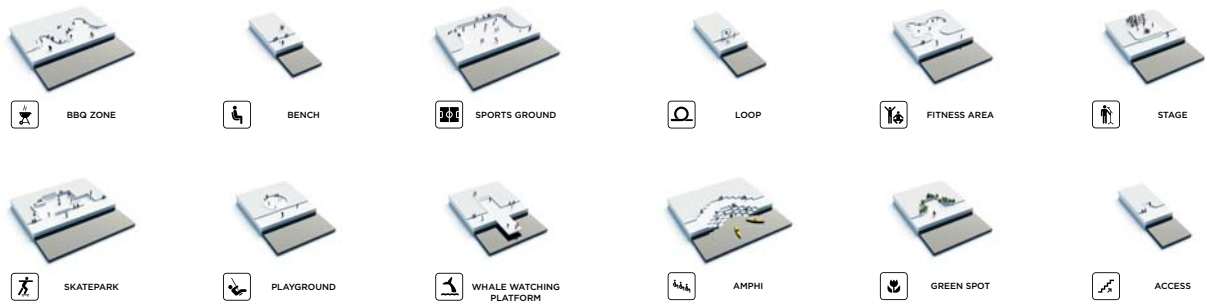 BBQ ZONE
BENCH
SPORTS GROUND
LOOP
FITNESS AREA
STAGE
SKATEPARK
PLAYGROUND
WHALE WATCHING
PLATFORM
AMPHI
GREEN SPOT
ACCESS